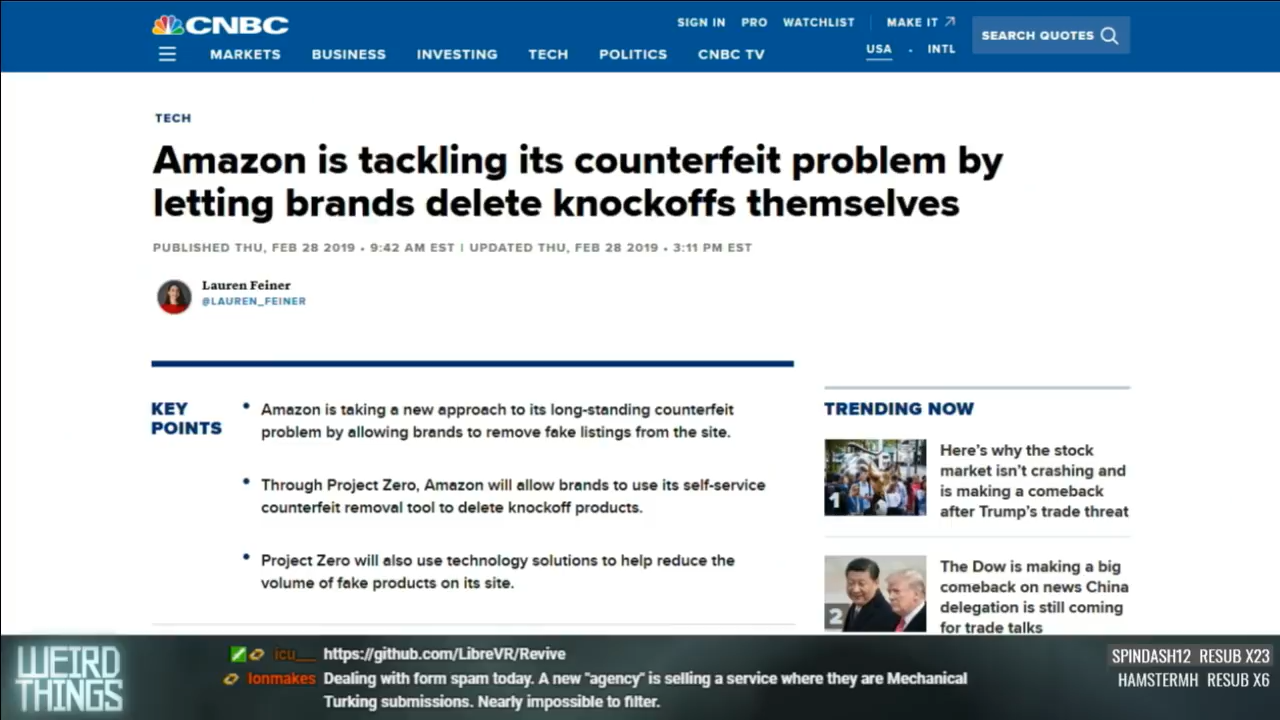 CNBC
SIGN IN PRO WATCHLIST MAKE IT
SEARCH QUOTES
USA • INTL
MARKETS BUSINESS INVESTING TECH POLITICS CNBC TV
TECH
Amazon is tackling its counterfeit problem by
letting brands delete knockoffs themselves
PUBLISHED THU, FEB 28 2019 • 9:42 AM EST | UPDATED THU, FEB 28 2019 • 3:11 PM EST
Lauren Feiner
@LAUREN_FEINER
KEY
POINTS
• Amazon is taking a new approach to its long-standing counterfeit
problem by allowing brands to remove fake listings from the site.
• Through Project Zero, Amazon will allow brands to use its self-service
counterfeit removal tool to delete knockoff products.
• Project Zero will also use technology solutions to help reduce the
volume of fake products on its site.
TRENDING NOW
1
Here's why the stock
market isn't crashing and
is making a comeback
after Trump's trade threat
2
The Dow is making a big
comeback on news China
delegation is still coming
for trade talks
WEIRD
THINGS
icu__ https://github.com/LibreVR/Revive
lonmakes Dealing with form spam today. A new "agency" is selling a service where they are Mechanical
Turking submissions. Nearly impossible to filter.
SPINDASH12 RESUB X23
HAMSTERMH RESUB X6